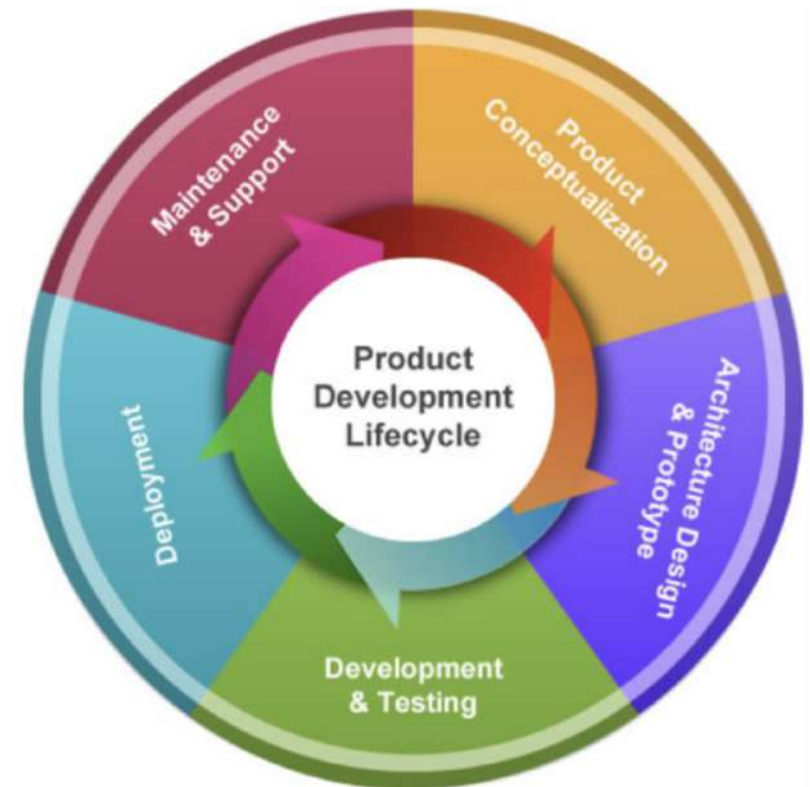 Product
Development
Lifecycle
Product
Conceptualization
Architecture Design
& Prototype
Development
& Testing
Deployment
Maintenance
& Support